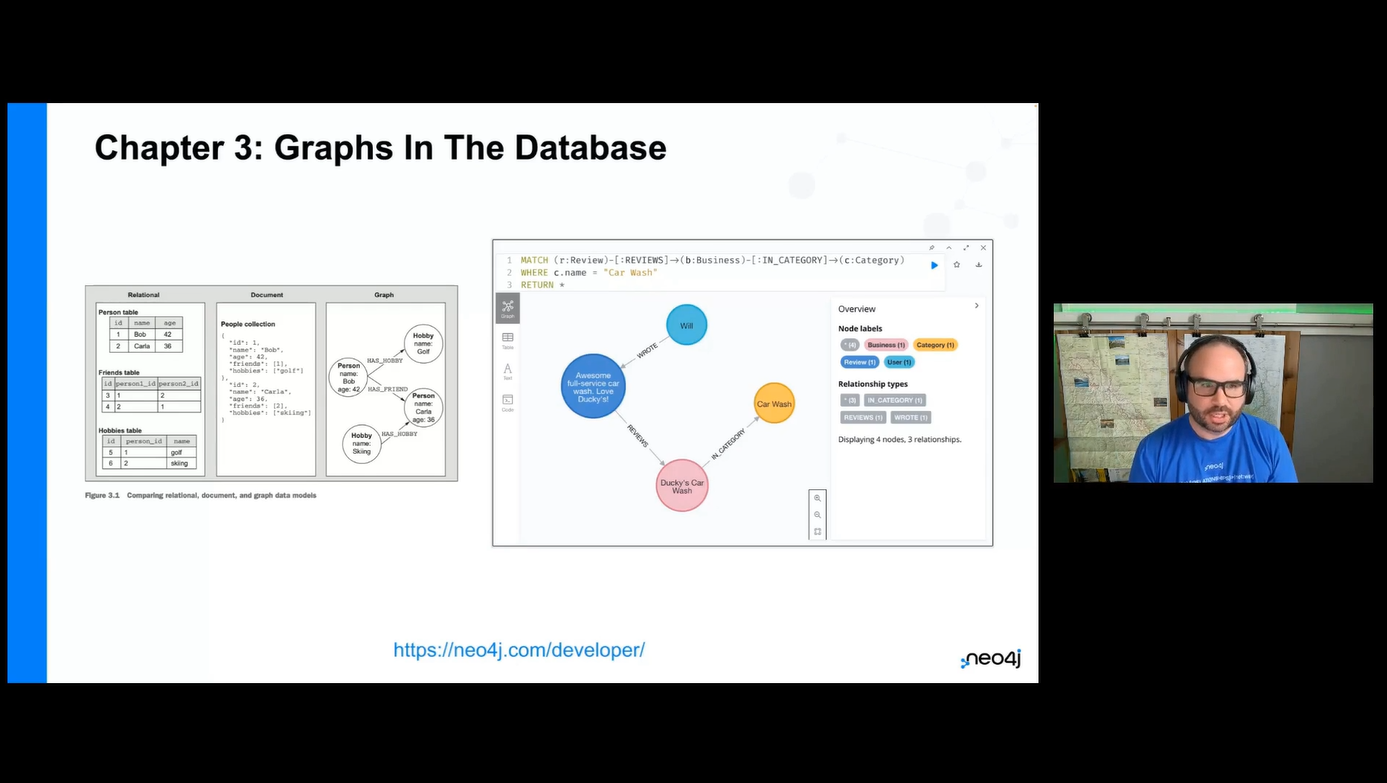 Chapter 3: Graphs In The Database
Relational
Person table
id name age
1 Bob 42
2 Carla 36
Friends table
id person1_id person2_id
3 1 2
4 2 1
Hobbies table
id person_id name
5 1 golf
6 2 skiing
Document
People collection
{
"id": 1,
"name": "Bob",
"age": 42,
"friends": [1],
"hobbies": ["golf"]
},
"id": 2,
"name": "Carla",
"age": 36,
"friends": [2],
"hobbies": ["skiing"]
}
Graph
Hobby
name:
Golf
HAS_HOBBY
Person
name:
Bob
age: 42
HAS_FRIEND
Person
name:
Carla
age: 36
HAS_HOBBY
Hobby
name:
Skiing
Figure 3.1 Comparing relational, document, and graph data models
1 MATCH (r:Review)-[:REVIEWS]→(b:Business)-[:IN_CATEGORY]→(c:Category)
2 WHERE c.name = "Car Wash"
3 RETURN *
Graph
Table
Text
Code
Will
WROTE
Awesome
full-service car
wash. Love
Ducky's!
REVIEWS
Ducky's Car
Wash
IN_CATEGORY
Car Wash
Overview
Node labels
* (4) Business (1) Category (1)
Review (1) User (1)
Relationship types
* (3) IN_CATEGORY (1)
REVIEWS (1) WROTE (1)
Displaying 4 nodes, 3 relationships.
https://neo4j.com/developer/
neo4j
neo4j